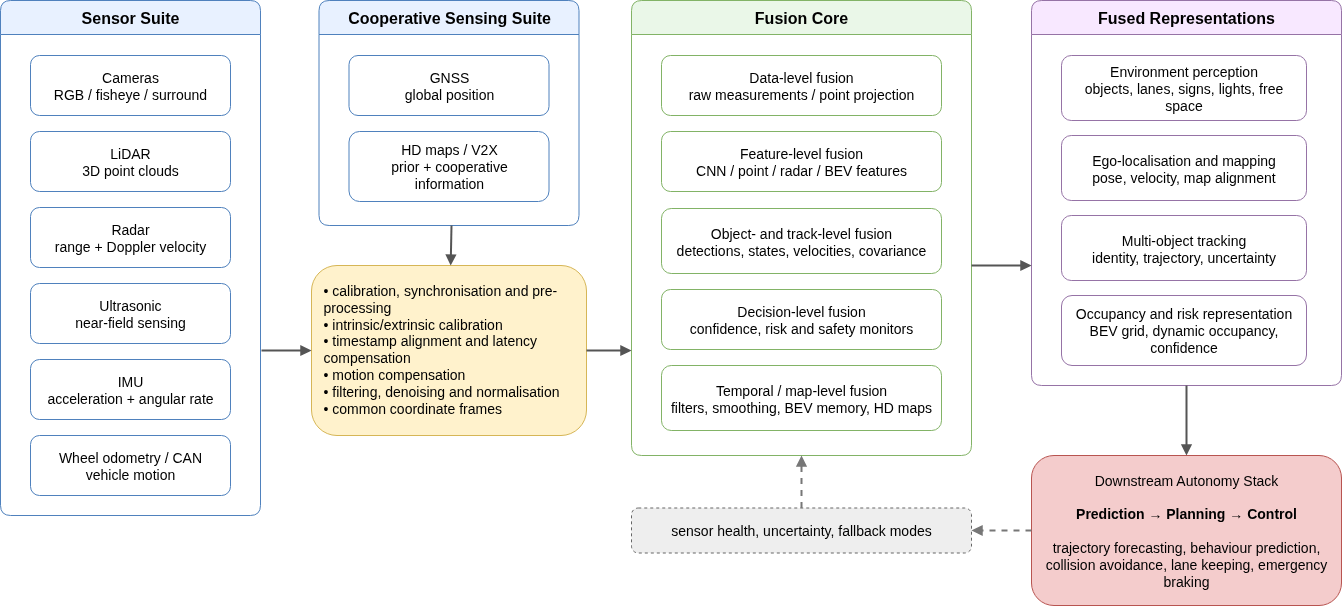 Sensor Suite
Cameras
RGB / fisheye / surround
LiDAR
3D point clouds
Radar
range + Doppler velocity
Ultrasonic
near-field sensing
IMU
acceleration + angular rate
Wheel odometry / CAN
vehicle motion
Cooperative Sensing Suite
GNSS
global position
HD maps / V2X
prior + cooperative
information
• calibration, synchronisation and pre-
processing
• intrinsic/extrinsic calibration
• timestamp alignment and latency
compensation
• motion compensation
• filtering, denoising and normalisation
• common coordinate frames
Fusion Core
Data-level fusion
raw measurements / point projection
Feature-level fusion
CNN / point / radar / BEV features
Object- and track-level fusion
detections, states, velocities, covariance
Decision-level fusion
confidence, risk and safety monitors
Temporal / map-level fusion
filters, smoothing, BEV memory, HD maps
sensor health, uncertainty, fallback modes
Fused Representations
Environment perception
objects, lanes, signs, lights, free
space
Ego-localisation and mapping
pose, velocity, map alignment
Multi-object tracking
identity, trajectory, uncertainty
Occupancy and risk representation
BEV grid, dynamic occupancy,
confidence
Downstream Autonomy Stack
Prediction → Planning → Control
trajectory forecasting, behaviour prediction,
collision avoidance, lane keeping, emergency
braking